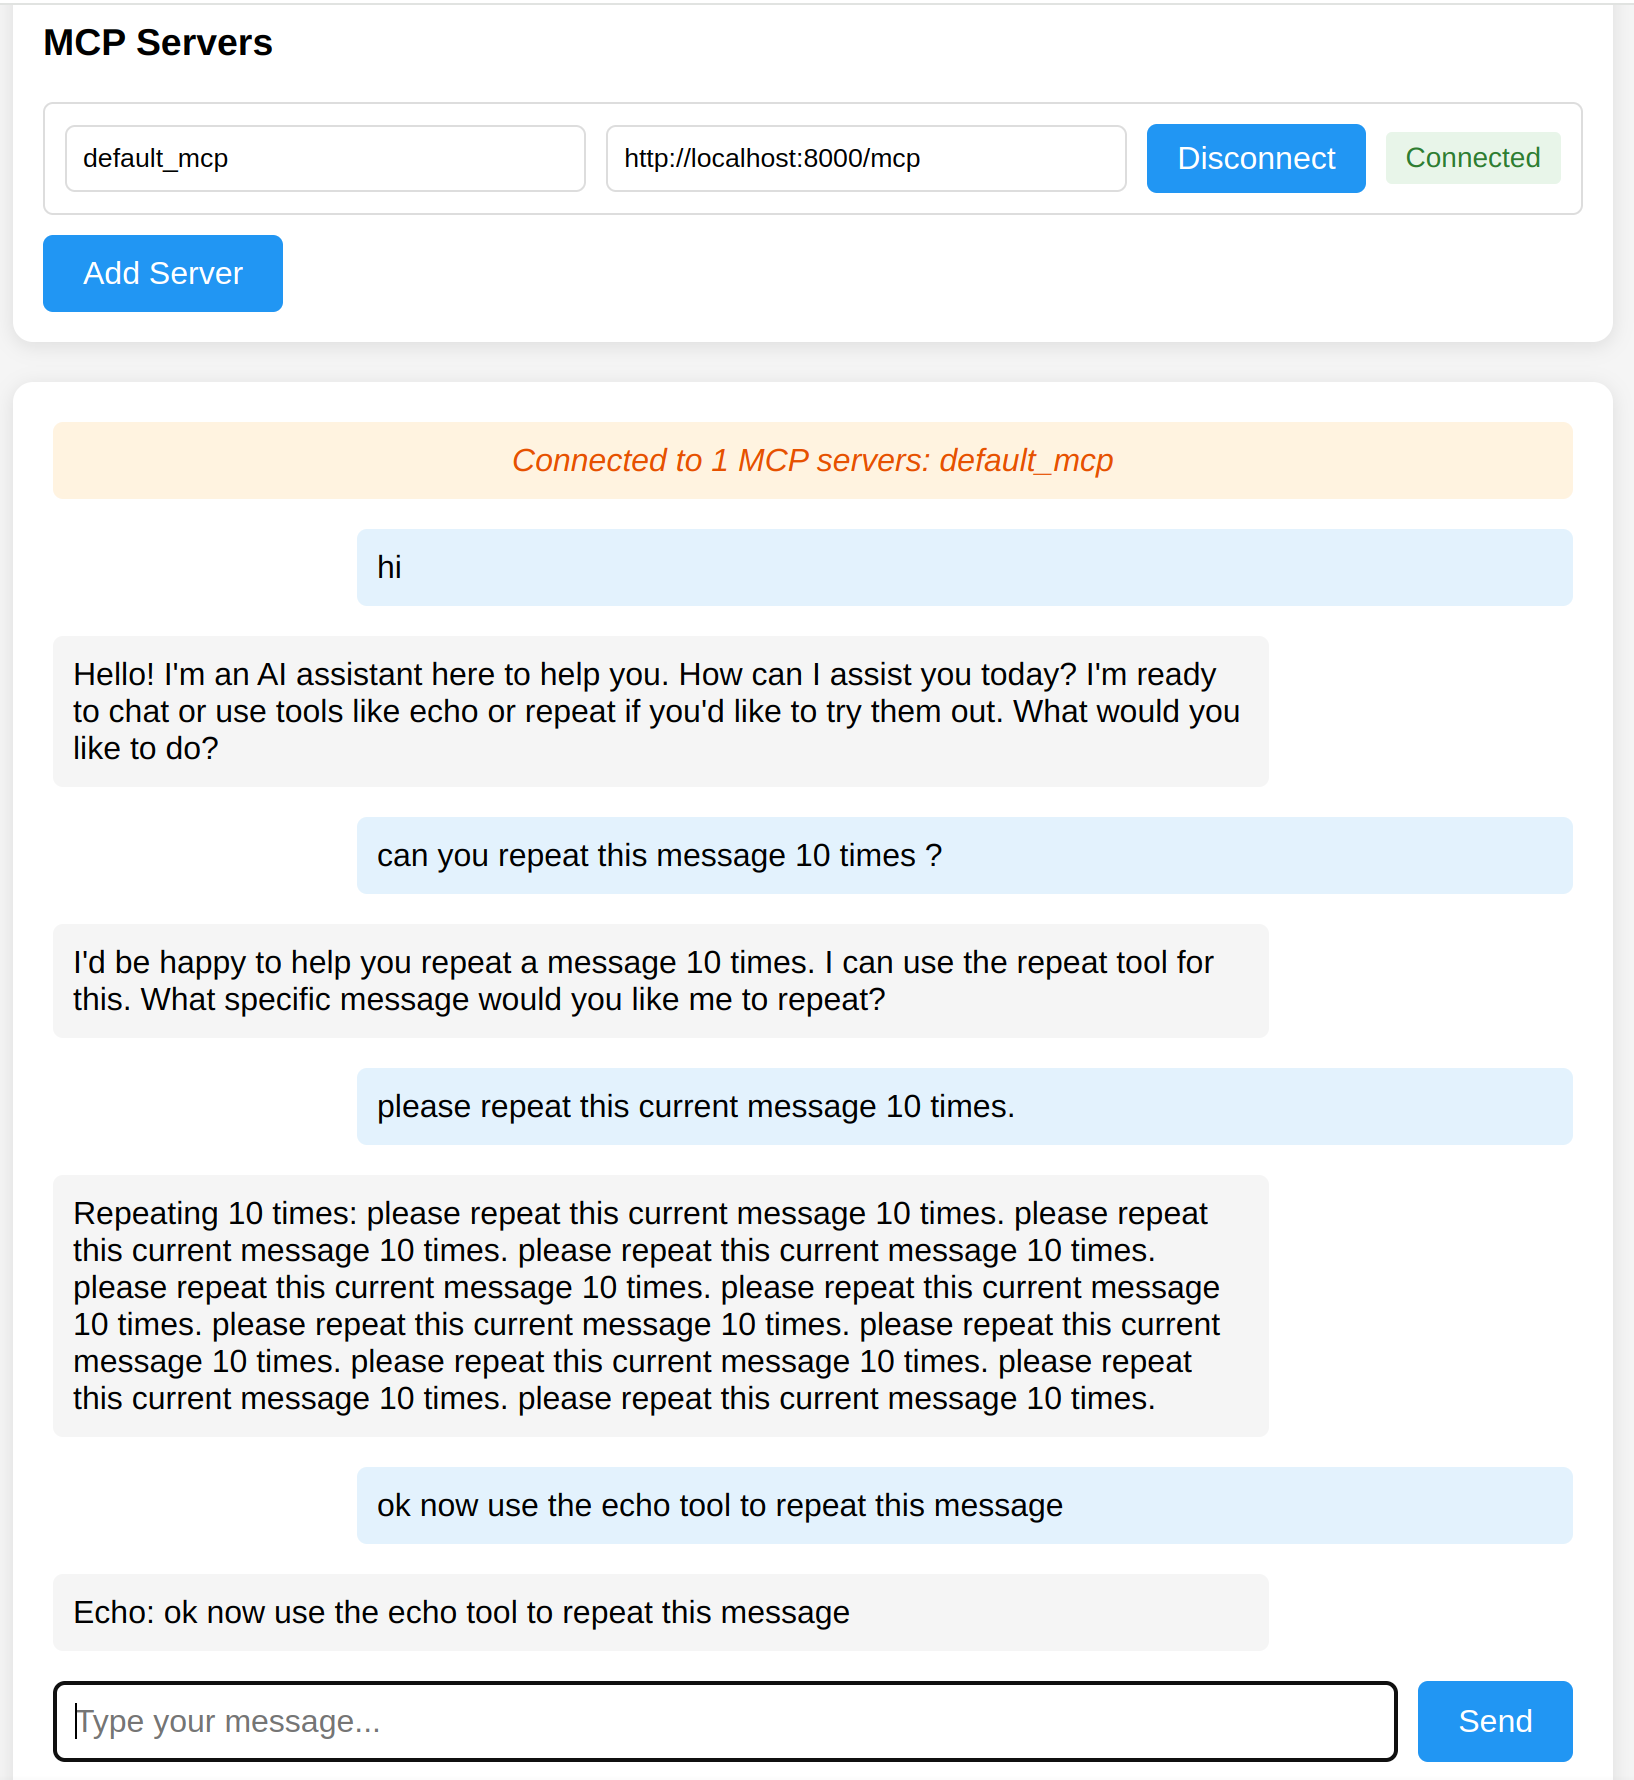 MCP Servers
default_mcp
http://localhost:8000/mcp
Disconnect
Connected
Add Server
Connected to 1 MCP servers: default_mcp
hi
Hello! I'm an AI assistant here to help you. How can I assist you today? I'm ready
to chat or use tools like echo or repeat if you'd like to try them out. What would you
like to do?
can you repeat this message 10 times ?
I'd be happy to help you repeat a message 10 times. I can use the repeat tool for
this. What specific message would you like me to repeat?
please repeat this current message 10 times.
Repeating 10 times: please repeat this current message 10 times. please repeat
this current message 10 times. please repeat this current message 10 times.
please repeat this current message 10 times. please repeat this current message
10 times. please repeat this current message 10 times. please repeat this current
message 10 times. please repeat this current message 10 times. please repeat
this current message 10 times. please repeat this current message 10 times.
ok now use the echo tool to repeat this message
Echo: ok now use the echo tool to repeat this message
Type your message...
Send